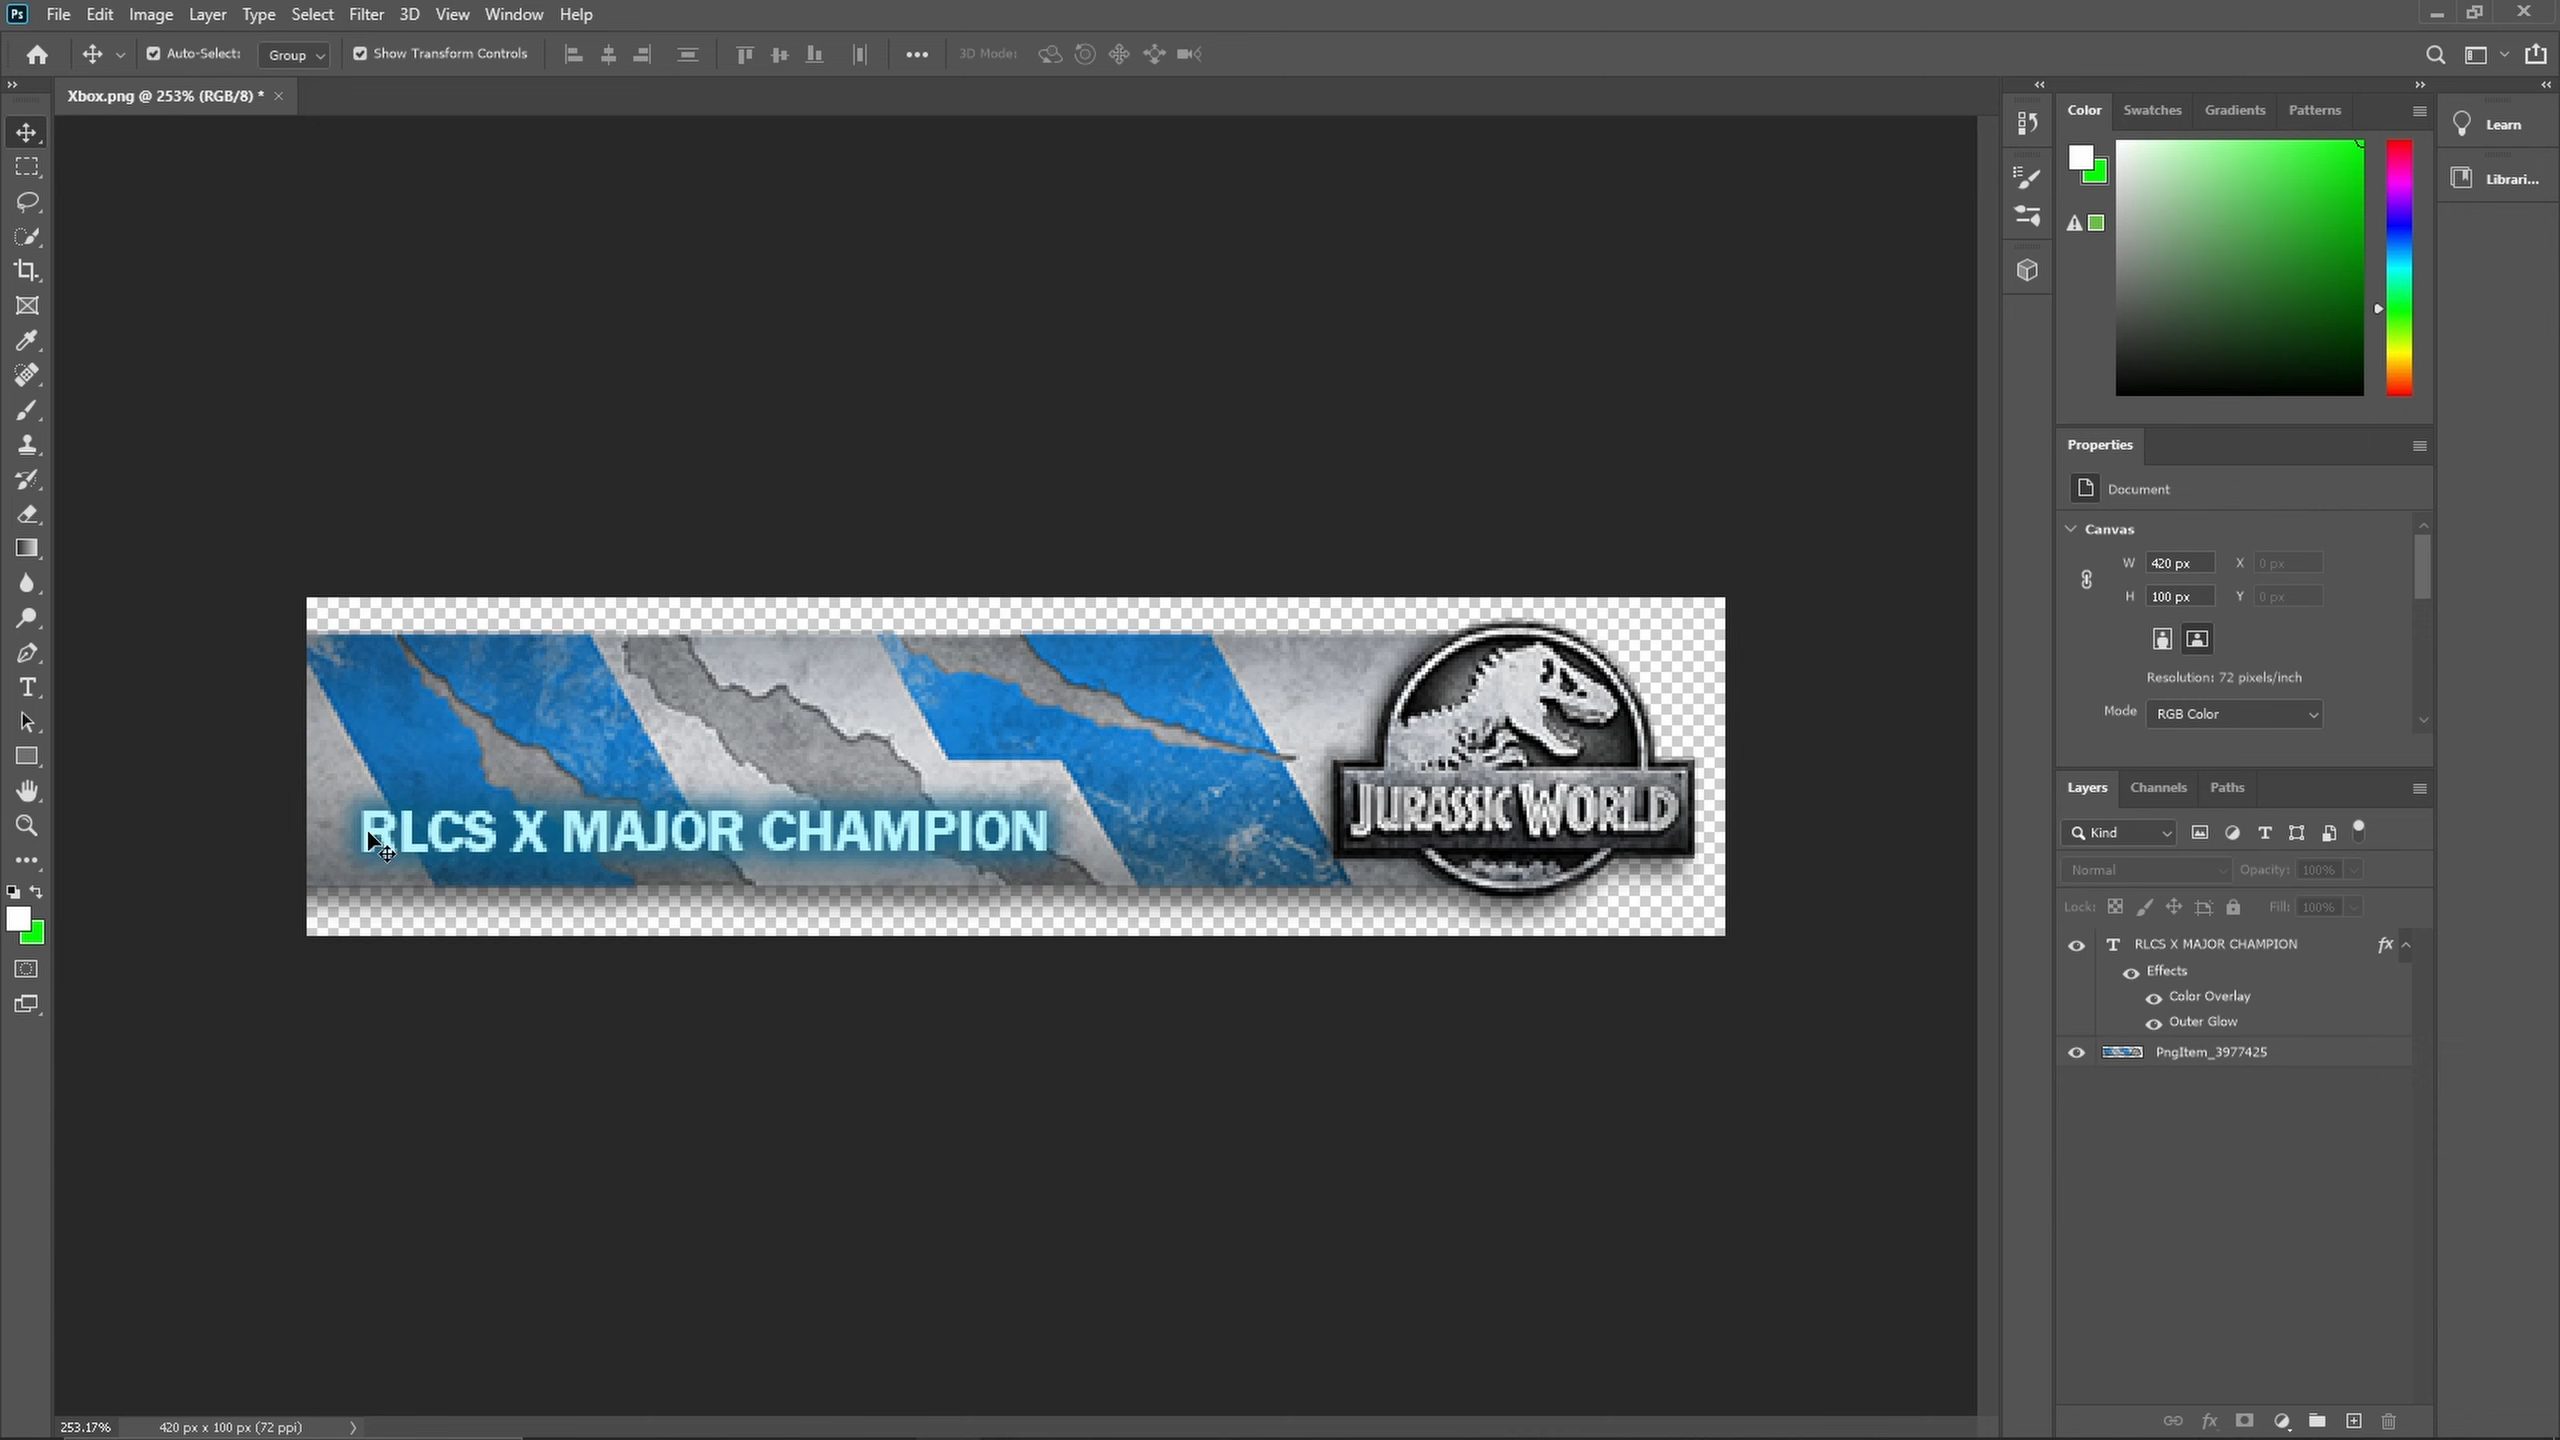 Ps File Edit Image Layer Type Select Filter 3D View Window Help
Auto-Select: Group Show Transform Controls 3D Mode:
Xbox.png @ 253% (RGB/8) *
RLCS X MAJOR CHAMPION
JURASSIC WORLD
253.17% 420 px x 100 px (72 ppi)
Color Swatches Gradients Patterns
Properties
Document
Canvas
W 420 px X 0 px
H 100 px Y 0 px
Resolution: 72 pixels/inch
Mode RGB Color
Layers Channels Paths
Kind
Normal Opacity: 100%
Lock: Fill: 100%
T RLCS X MAJOR CHAMPION fx
Effects
Color Overlay
Outer Glow
PngItem_3977425
fx
Learn
Librari...